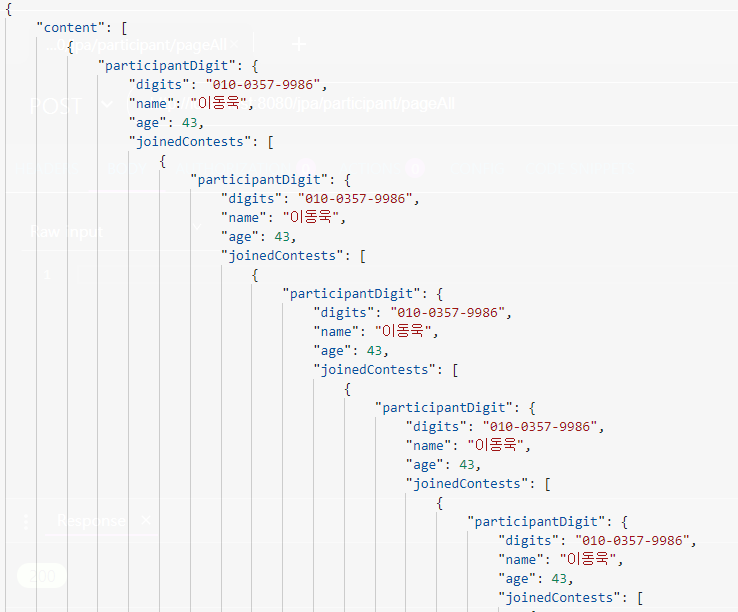 {
"content": [
{
"participantDigit": {
"digits": "010-0357-9986",
"name": "이동욱",
"age": 43,
"joinedContests": [
{
"participantDigit": {
"digits": "010-0357-9986",
"name": "이동욱",
"age": 43,
"joinedContests": [
{
"participantDigit": {
"digits": "010-0357-9986",
"name": "이동욱",
"age": 43,
"joinedContests": [
{
"participantDigit": {
"digits": "010-0357-9986",
"name": "이동욱",
"age": 43,
"joinedContests": [
{
"participantDigit": {
"digits": "010-0357-9986",
"name": "이동욱",
"age": 43,
"joinedContests": [
/participant/pageAll
POST
8080/jpa/participant/pageAll
Raw input
1
Response
200